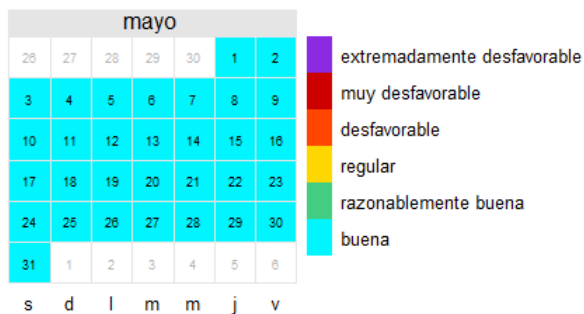 mayo
26 27 28 29 30 1 2
3 4 5 6 7 8 9
10 11 12 13 14 15 16
17 18 19 20 21 22 23
24 25 26 27 28 29 30
31 1 2 3 4 5 6
s d l m m j v
extremadamente desfavorable
muy desfavorable
desfavorable
regular
razonablemente buena
buena